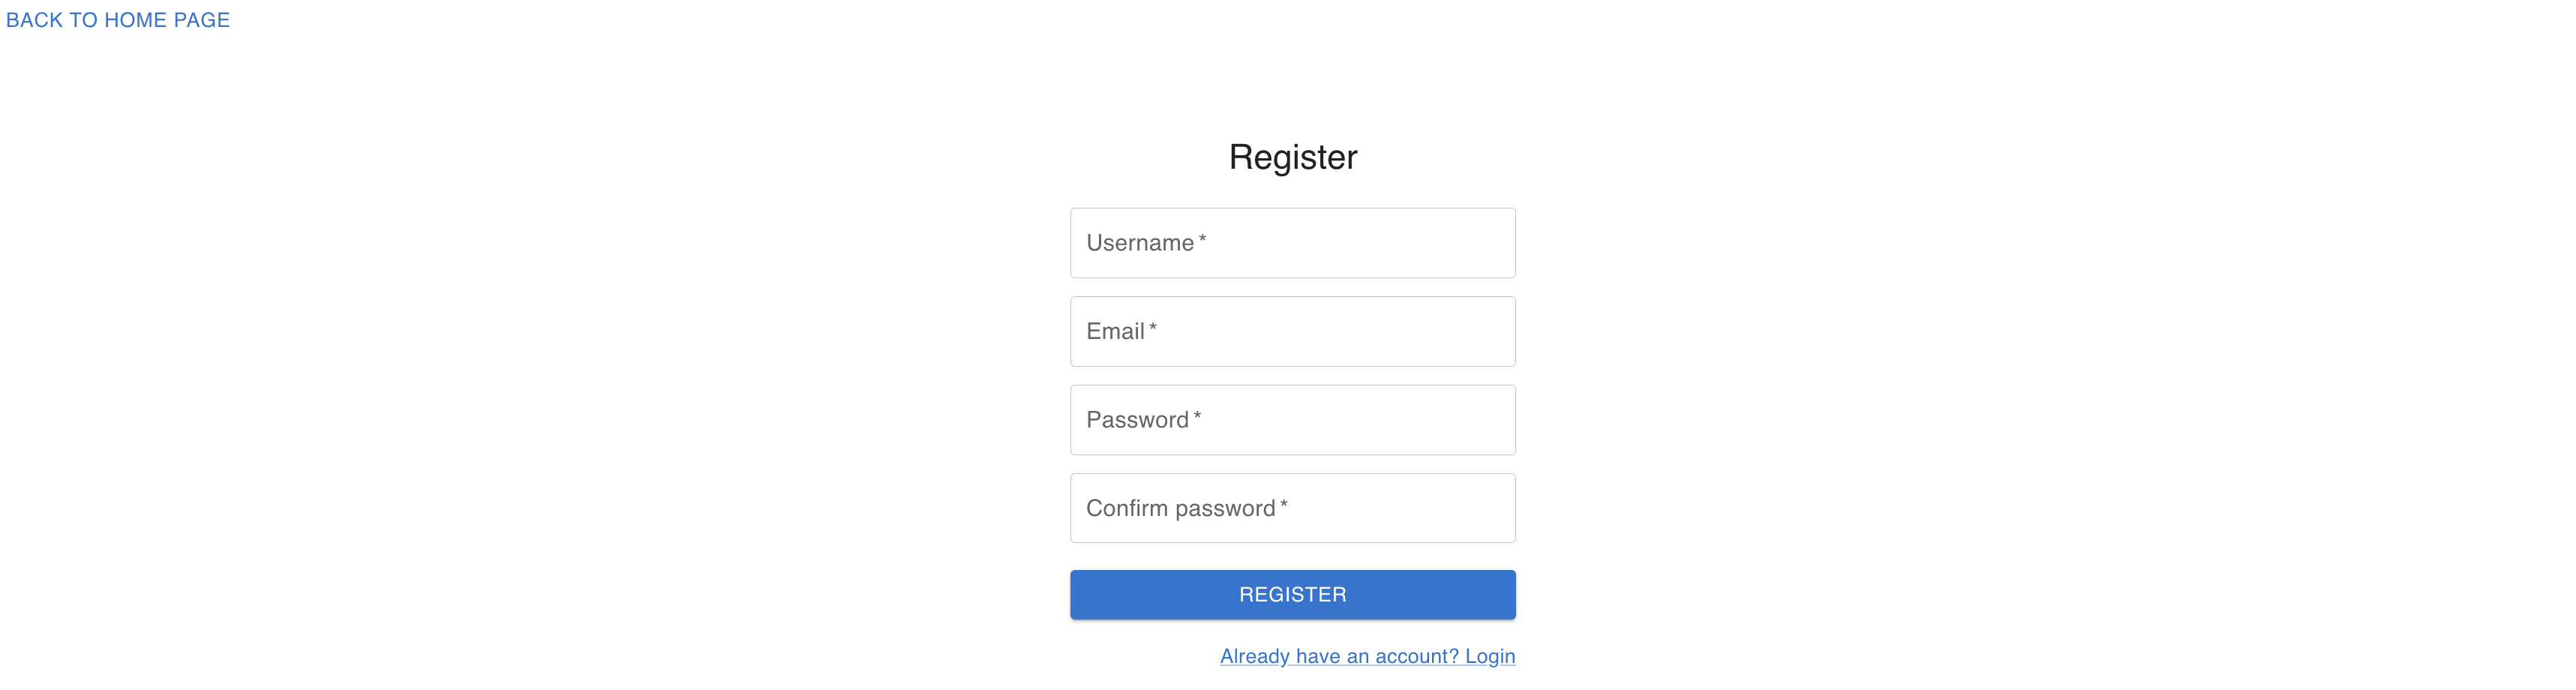 BACK TO HOME PAGE
Register
Username *
Email *
Password *
Confirm password *
REGISTER
Already have an account? Login